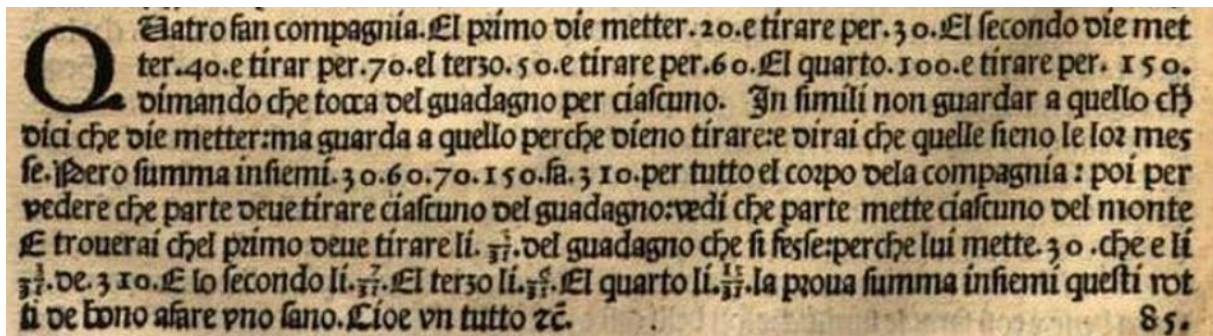 QUatro fan compagnia. El primo die metter. 20. e tirare per. 30. El secondo die met
ter. 40. e tirar per. 70. el terzo. 50. e tirare per. 60. El quarto. 100. e tirare per. 150.
dimando che tocca del guadagno per ciascuno. In simili non guardar a quello ch̄
dici che die metter: ma guarda a quello perche dieno tirare: e dirai che quelle sieno le lor mes
se. Pero summa insiemi. 30. 60. 70. 150. fa. 310. per tutto el corpo dela compagnia: poi per
vedere che parte deue tirare ciascuno del guadagno: vedi che parte mette ciascuno del monte
E trouerai chel primo deue tirare li. 3/31. del guadagno che si fesse: perche lui mette. 30. che e li
3/31. de. 310. E lo secondo li. 7/31. El terzo li. 6/31. El quarto li. 15/31. la proua summa insiemi questi rot
ti de bono afare vno sano. Cioe vn tutto ⁊c̄.
85.